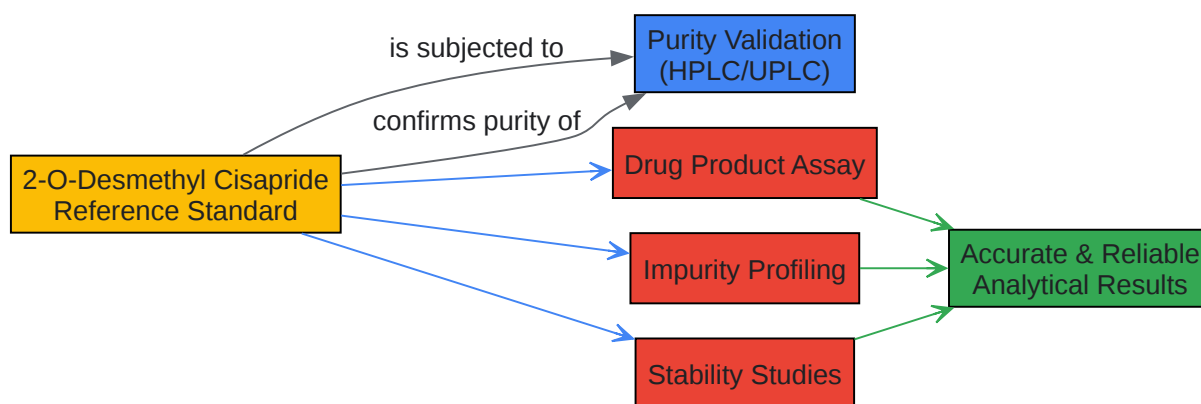 is subjected to
Purity Validation
(HPLC/UPLC)
confirms purity of
2-O-Desmethyl Cisapride
Reference Standard
Drug Product Assay
Impurity Profiling
Stability Studies
Accurate & Reliable
Analytical Results